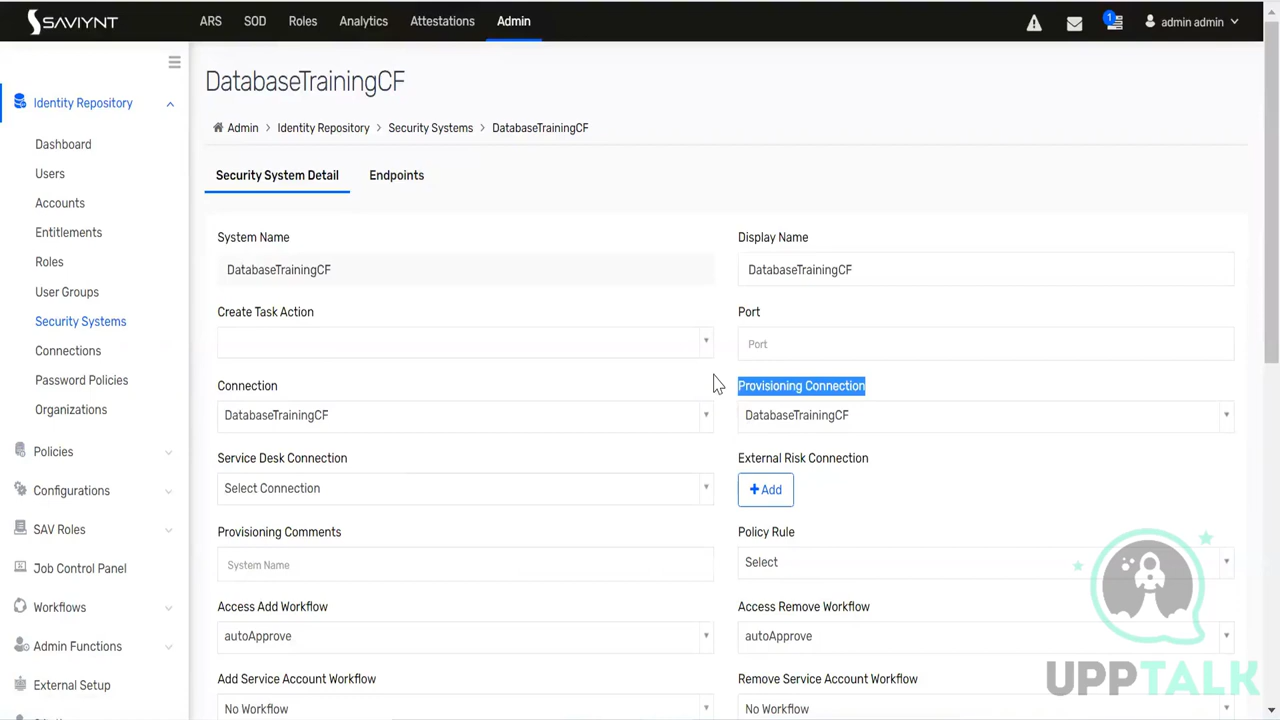 SAVIYNT
ARS
SOD
Roles
Analytics
Attestations
Admin
1
admin admin
Identity Repository
Dashboard
Users
Accounts
Entitlements
Roles
User Groups
Security Systems
Connections
Password Policies
Organizations
Policies
Configurations
SAV Roles
Job Control Panel
Workflows
Admin Functions
External Setup
DatabaseTrainingCF
Admin > Identity Repository > Security Systems > DatabaseTrainingCF
Security System Detail
Endpoints
System Name
DatabaseTrainingCF
Display Name
DatabaseTrainingCF
Create Task Action
Port
Port
Connection
DatabaseTrainingCF
Provisioning Connection
DatabaseTrainingCF
Service Desk Connection
Select Connection
External Risk Connection
+ Add
Provisioning Comments
System Name
Policy Rule
Select
Access Add Workflow
autoApprove
Access Remove Workflow
autoApprove
Add Service Account Workflow
No Workflow
Remove Service Account Workflow
No Workflow
UPPTALK